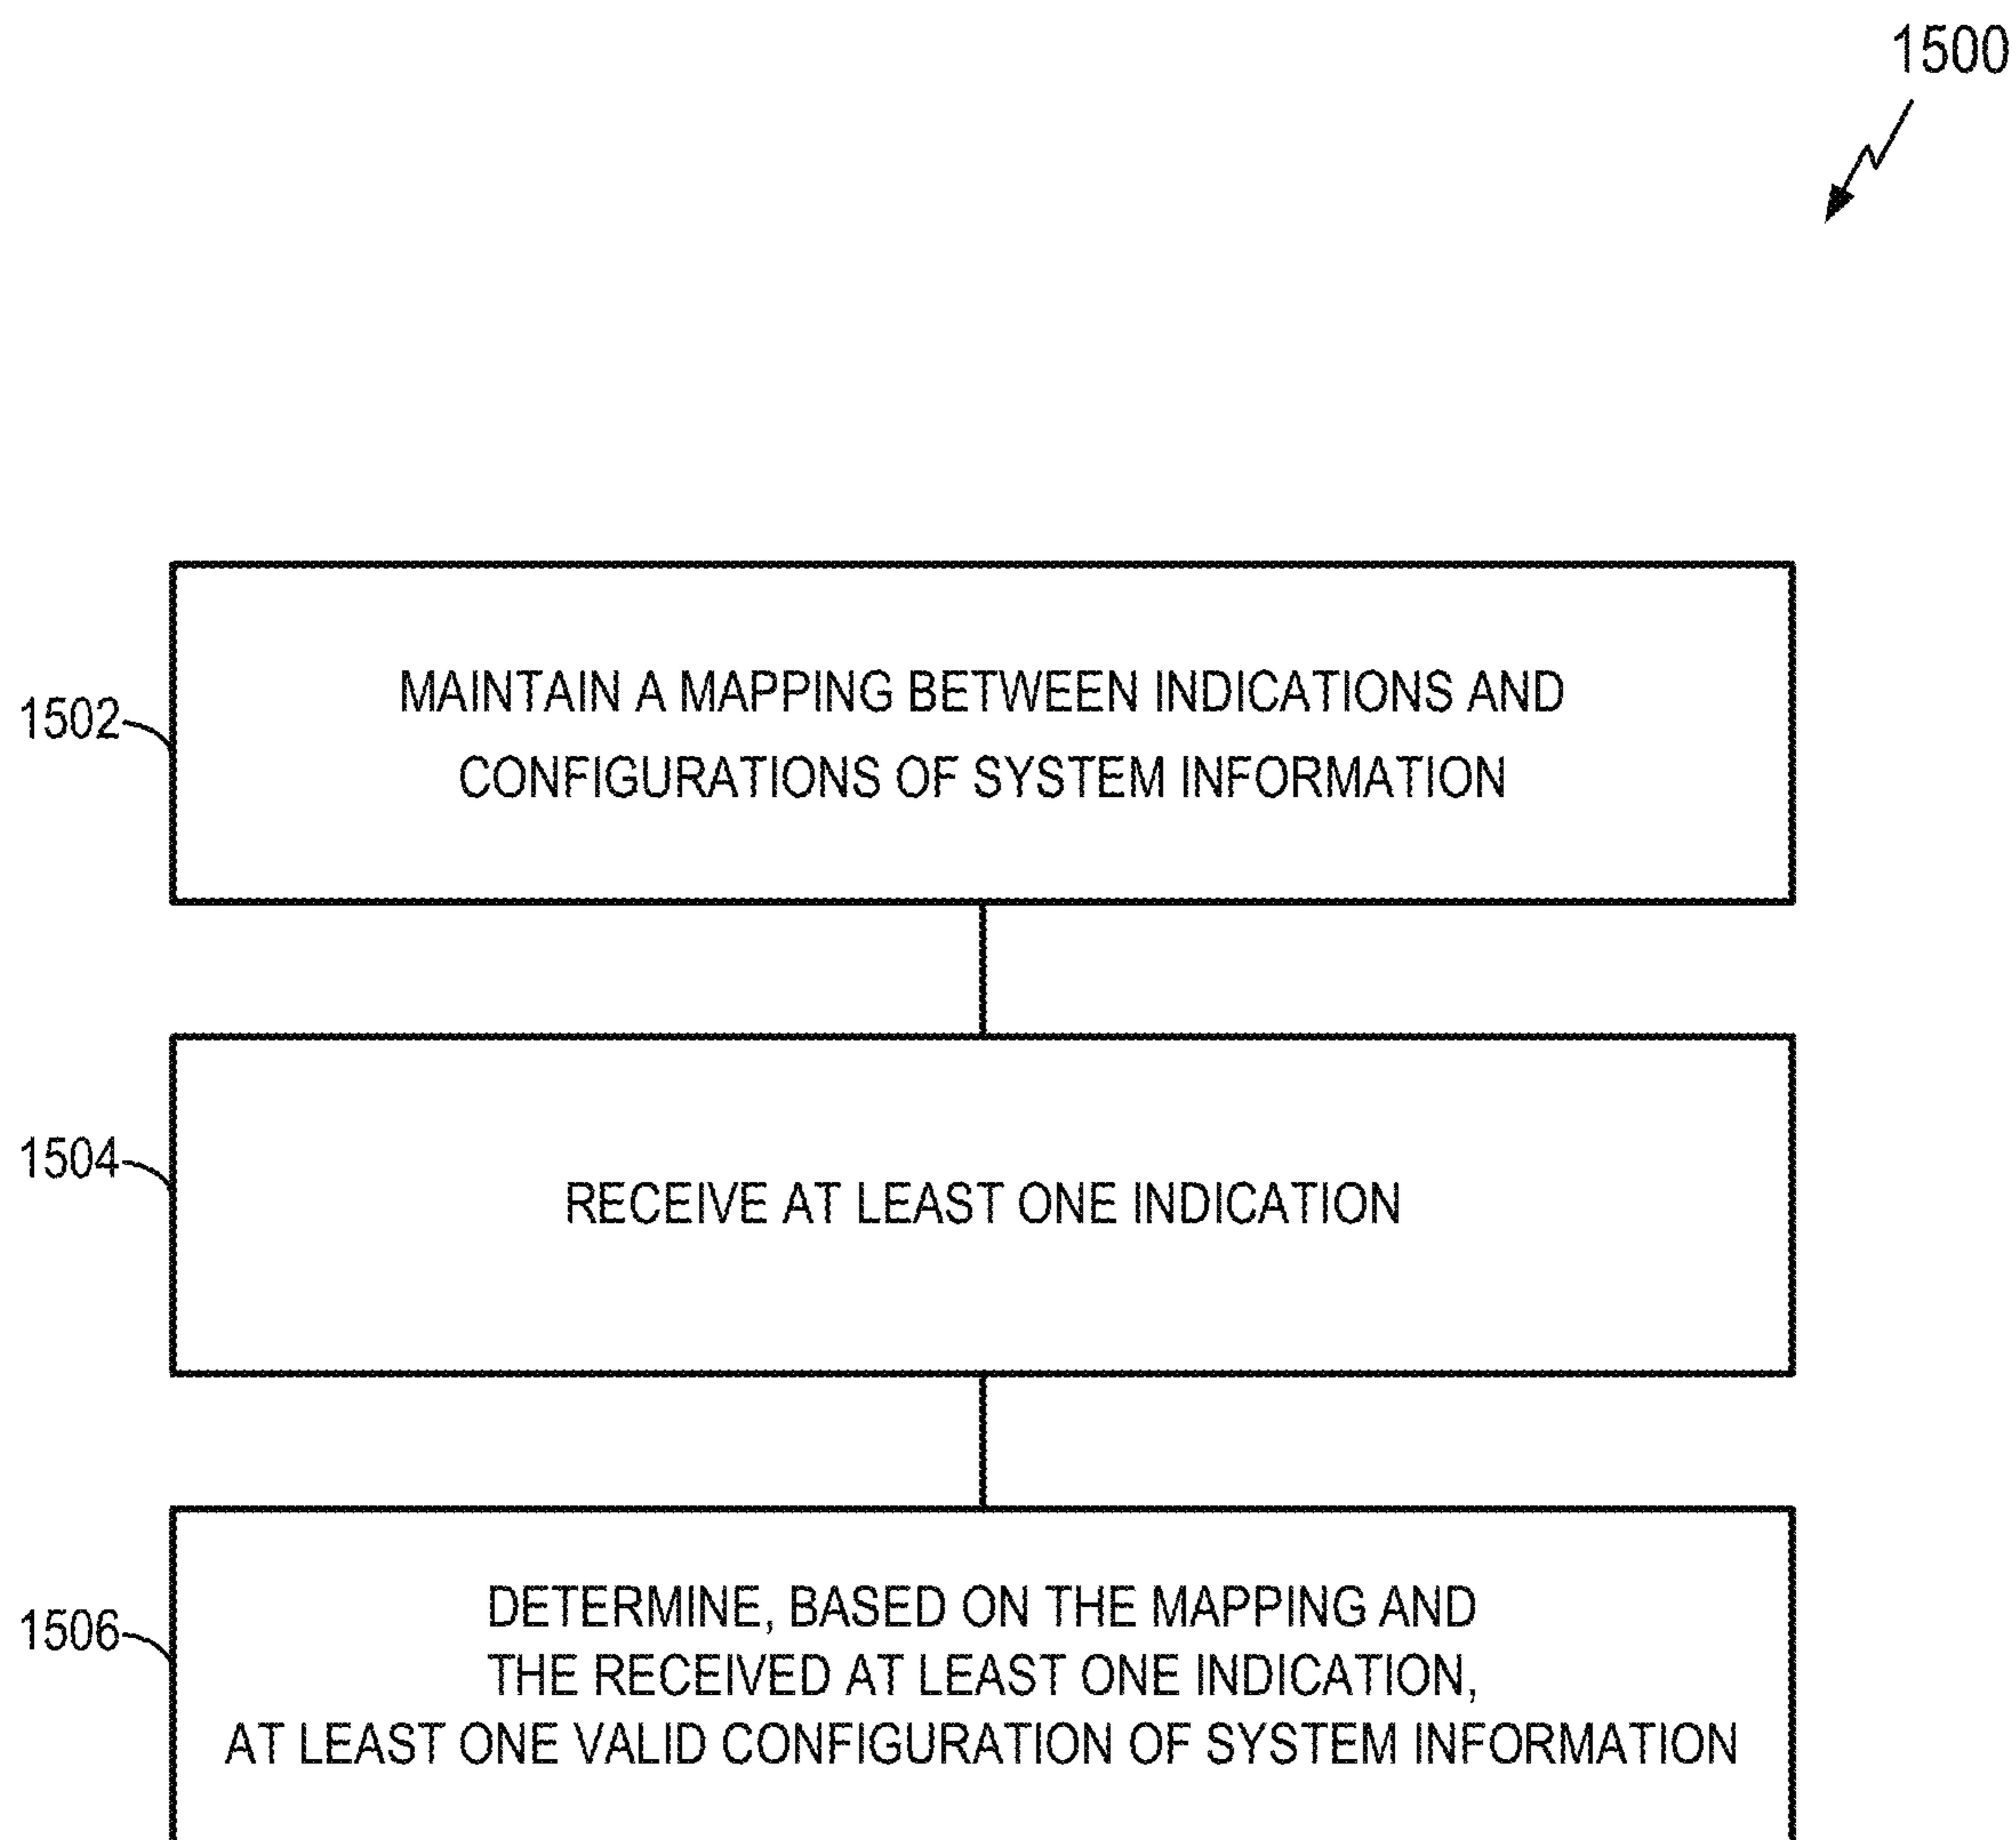 1500
1502
MAINTAIN A MAPPING BETWEEN INDICATIONS AND
CONFIGURATIONS OF SYSTEM INFORMATION
1504
RECEIVE AT LEAST ONE INDICATION
1506
DETERMINE, BASED ON THE MAPPING AND
THE RECEIVED AT LEAST ONE INDICATION,
AT LEAST ONE VALID CONFIGURATION OF SYSTEM INFORMATION